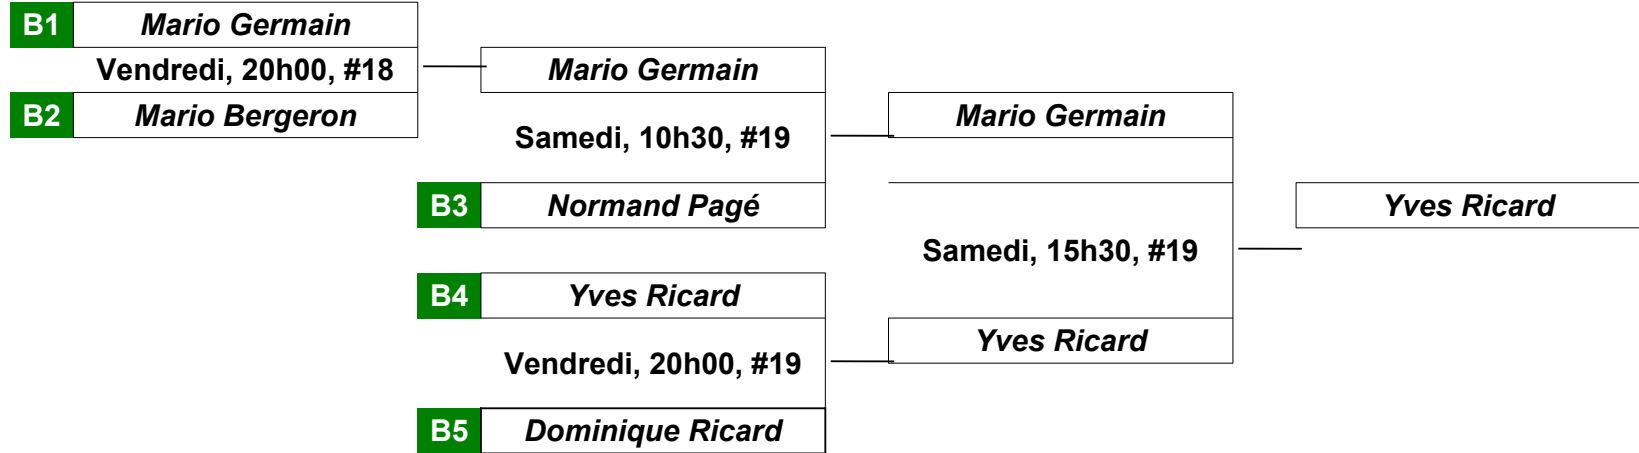 B1 Mario Germain
Vendredi, 20h00, #18
B2 Mario Bergeron
Mario Germain
Samedi, 10h30, #19
B3 Normand Pagé
B4 Yves Ricard
Vendredi, 20h00, #19
B5 Dominique Ricard
Mario Germain
Samedi, 15h30, #19
Yves Ricard
Yves Ricard